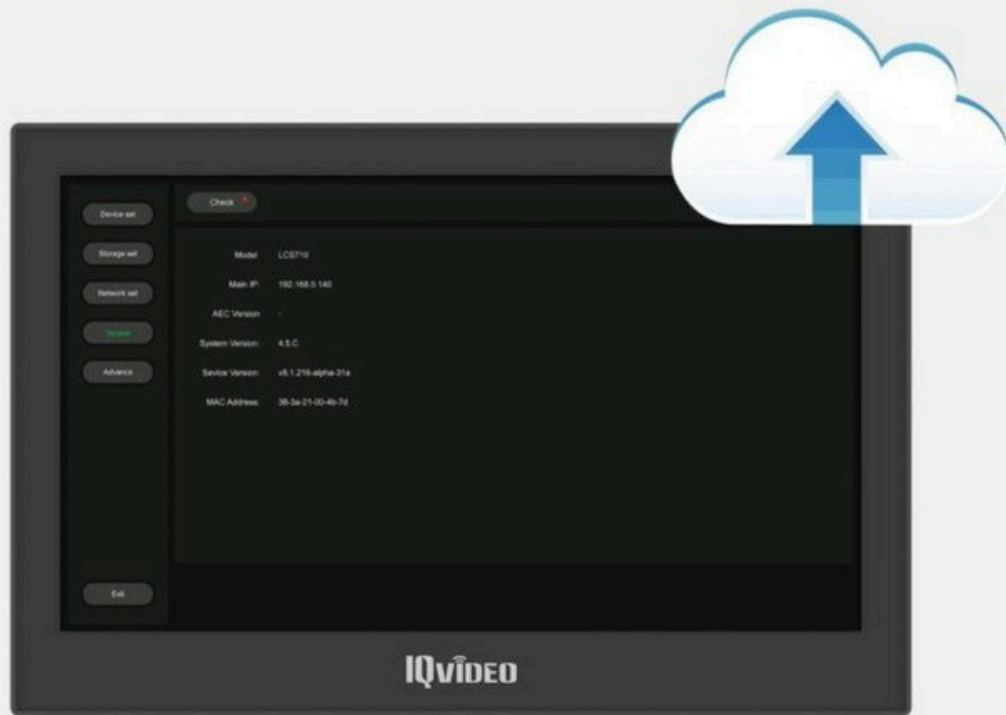 Device set
Storage set
Network set
Version
Advance
Exit
Check
Model LCS710
Main IP: 192.168.0.140
AEC Version -
System Version: 4.5.C
Sevice Version: v8.1.216-alpha-31a
MAC Address: 38-3a-21-00-4b-7d
IQVIDEO